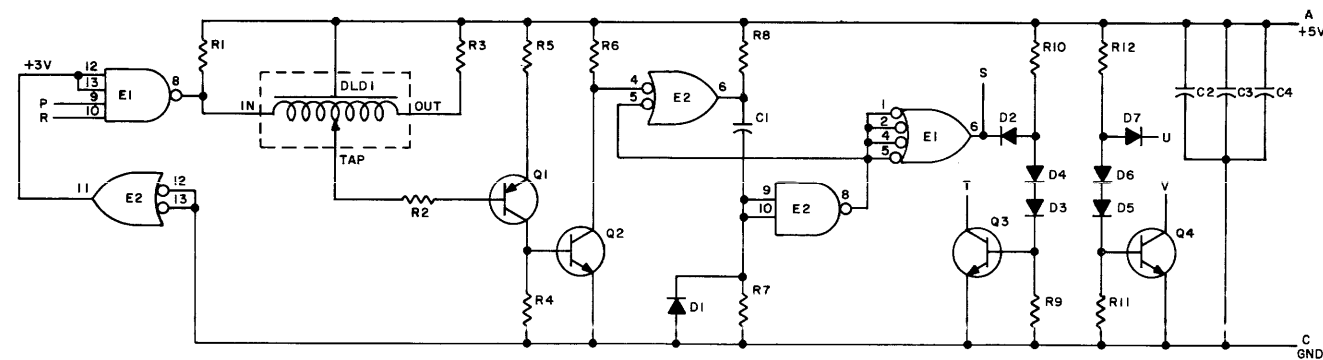 A
+5V
R1
R3
R5
R6
R8
R10
R12
+3V
12
13
9
10
P
R
E1
8
IN
DLD1
OUT
TAP
4
5
E2
6
C1
1
2
4
5
E1
6
S
D2
D7
U
C2
C3
C4
11
E2
12
13
R2
Q1
Q2
9
10
E2
8
D4
D3
D6
D5
T
Q3
V
Q4
R4
D1
R7
R9
R11
C
GND